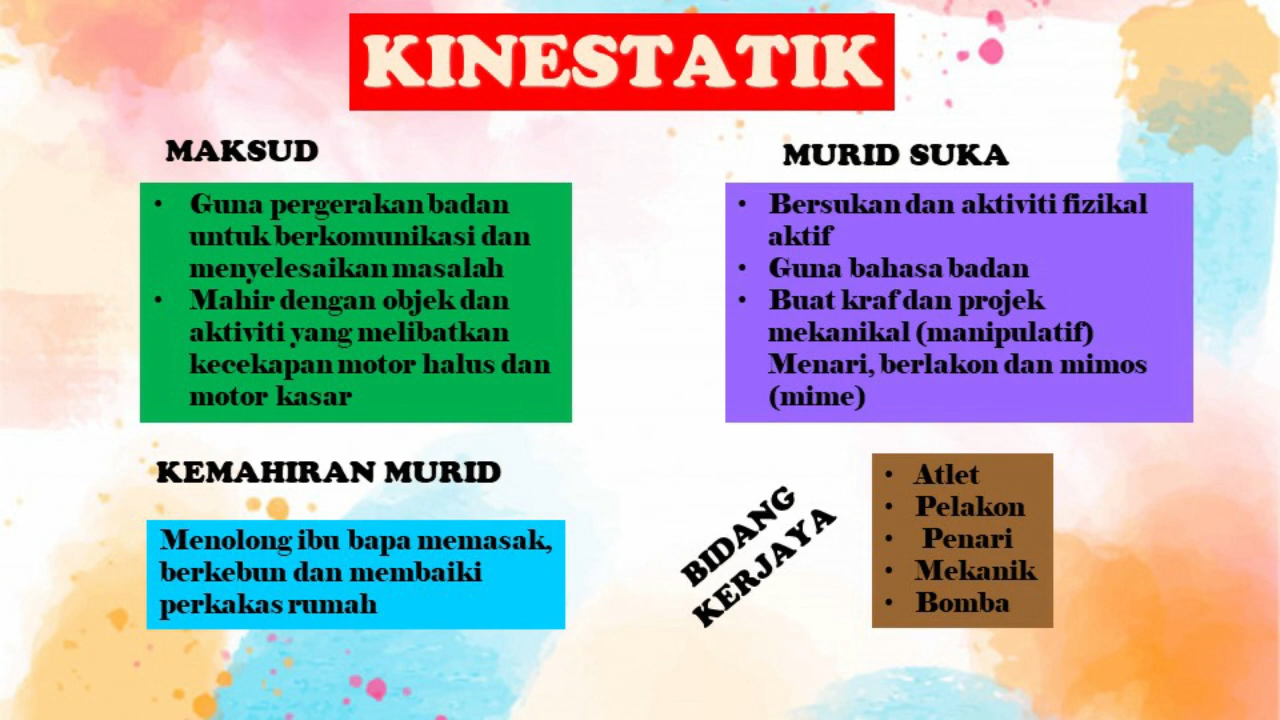 KINESTATIK
MAKSUD
• Guna pergerakan badan
untuk berkomunikasi dan
menyelesaikan masalah
• Mahir dengan objek dan
aktiviti yang melibatkan
kecekapan motor halus dan
motor kasar
MURID SUKA
• Bersukan dan aktiviti fizikal
aktif
• Guna bahasa badan
• Buat kraf dan projek
mekanikal (manipulatif)
Menari, berlakon dan mimos
(mime)
KEMAHIRAN MURID
Menolong ibu bapa memasak,
berkebun dan membaiki
perkakas rumah
BIDANG
KERJAYA
• Atlet
• Pelakon
• Penari
• Mekanik
• Bomba